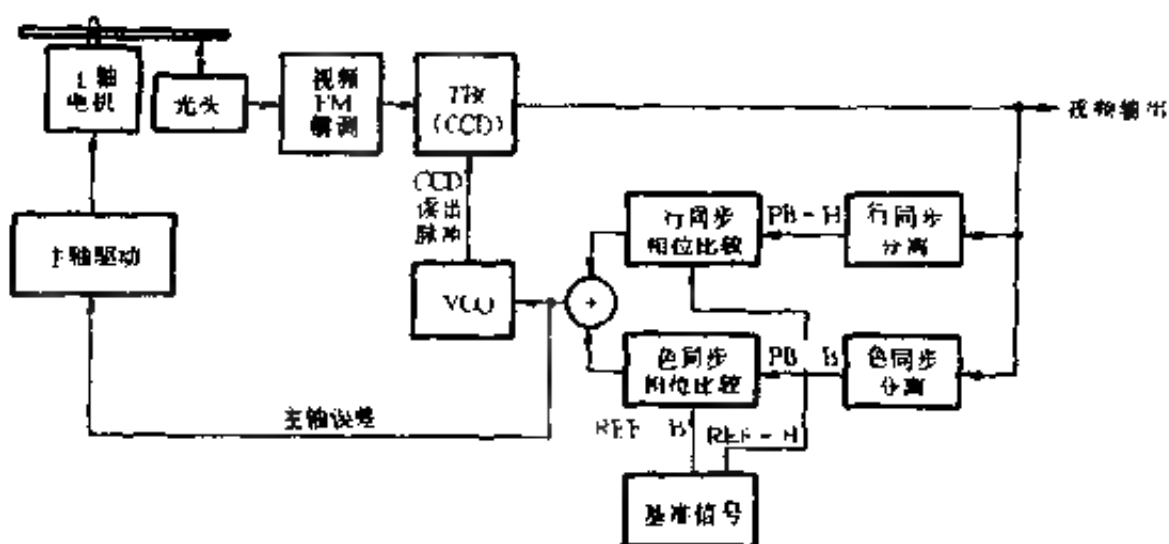 主轴
电机
光头
视频
FM
解调
TBC
(CCD)
视频输出
CCD
读出
脉冲
行同步
相位比较
PB-H
行同步
分离
主轴驱动
VCO
+
色同步
相位比较
PB-B
色同步
分离
主轴误差
REF-B
REF-H
基准信号